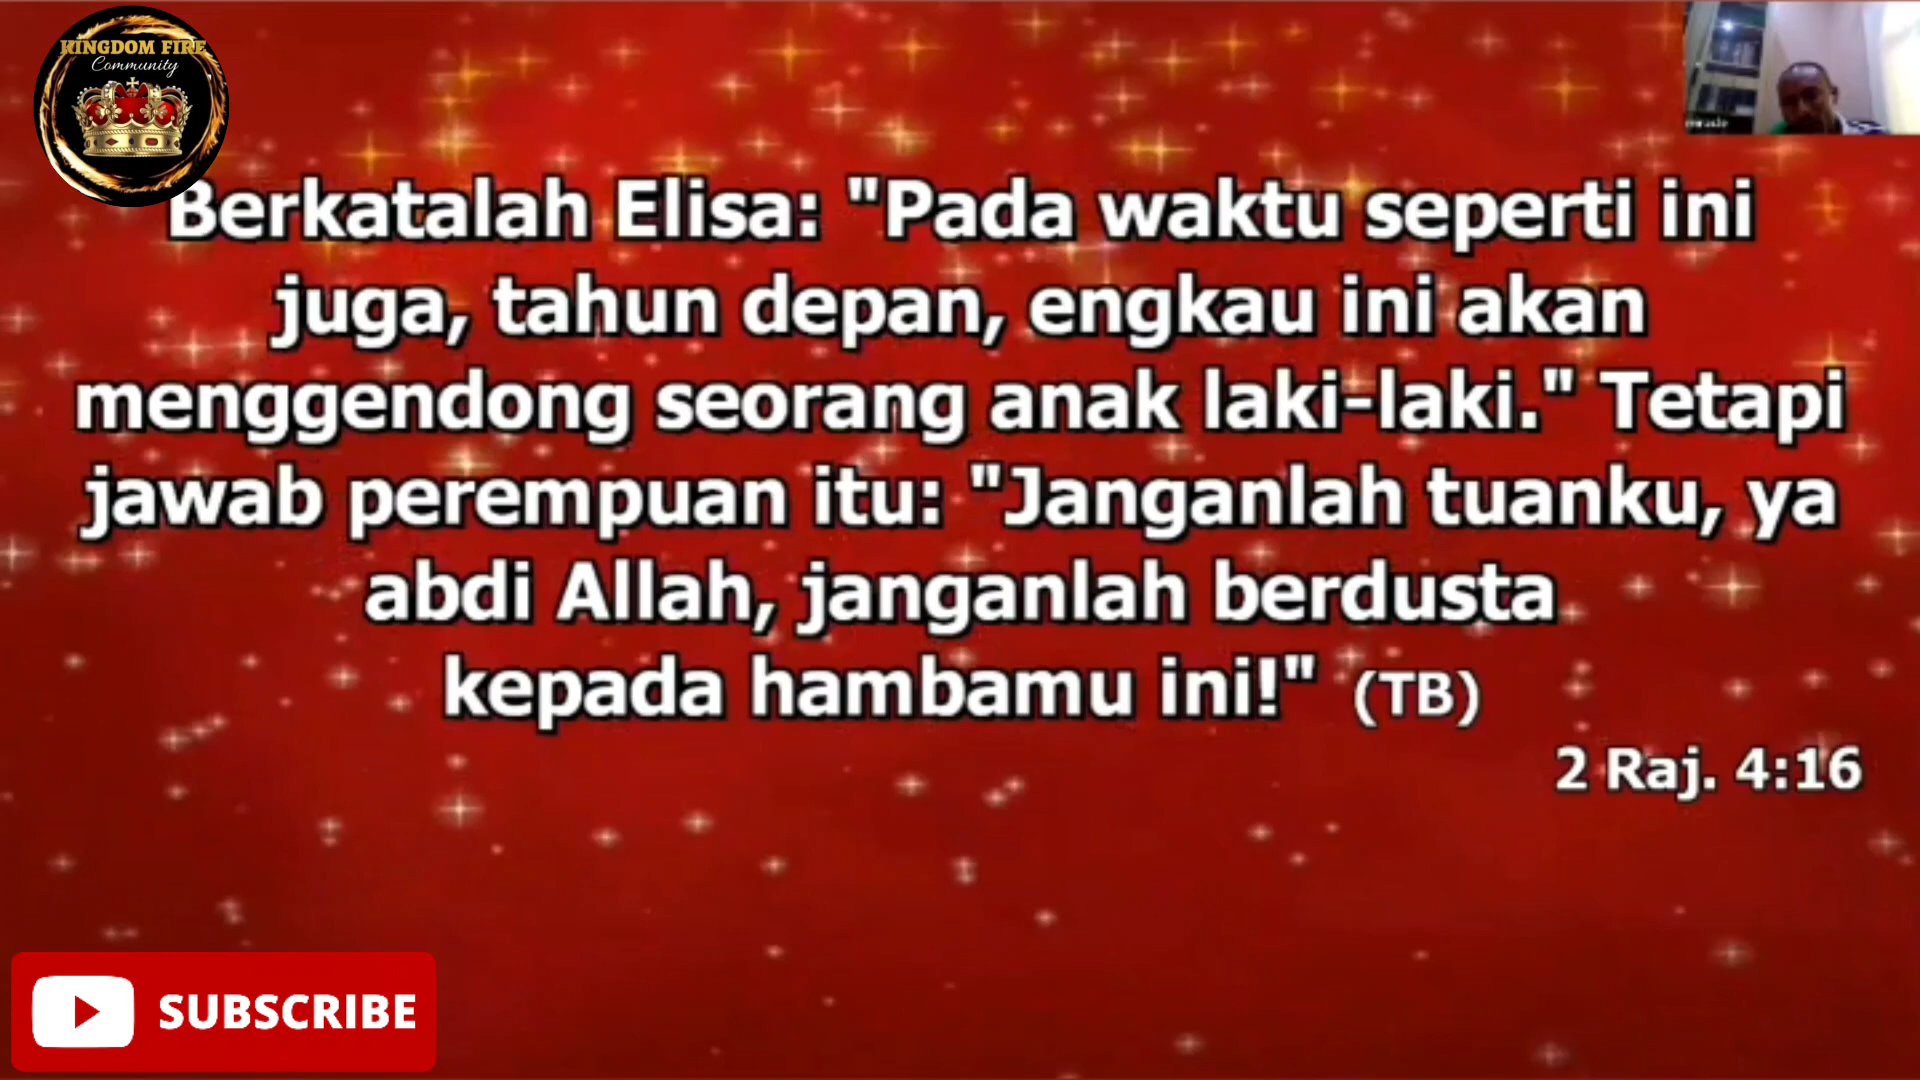 KINGDOM FIRE
Community
Berkatalah Elisa: "Pada waktu seperti ini
juga, tahun depan, engkau ini akan
menggendong seorang anak laki-laki." Tetapi
jawab perempuan itu: "Janganlah tuanku, ya
abdi Allah, janganlah berdusta
kepada hambamu ini!" (TB)
2 Raj. 4:16
SUBSCRIBE